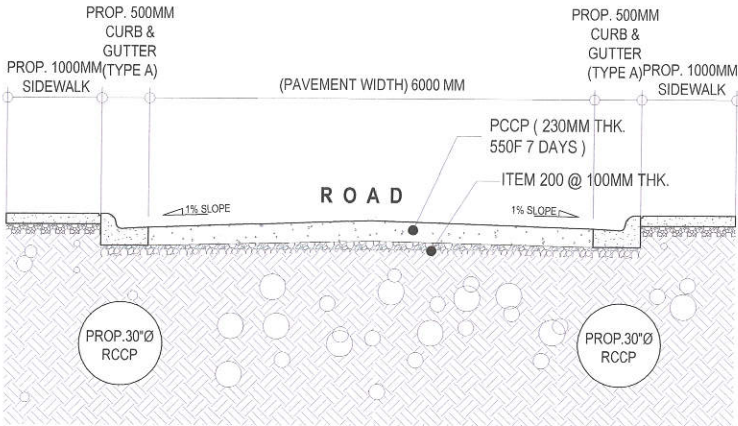 PROP. 500MM
CURB &
GUTTER
(TYPE A)
PROP. 1000MM
SIDEWALK
(PAVEMENT WIDTH) 6000 MM
PROP. 500MM
CURB &
GUTTER
(TYPE A)
PROP. 1000MM
SIDEWALK
PCCP ( 230MM THK.
550F 7 DAYS )
ITEM 200 @ 100MM THK.
ROAD
1% SLOPE
1% SLOPE
PROP.30"Ø
RCCP
PROP.30"Ø
RCCP